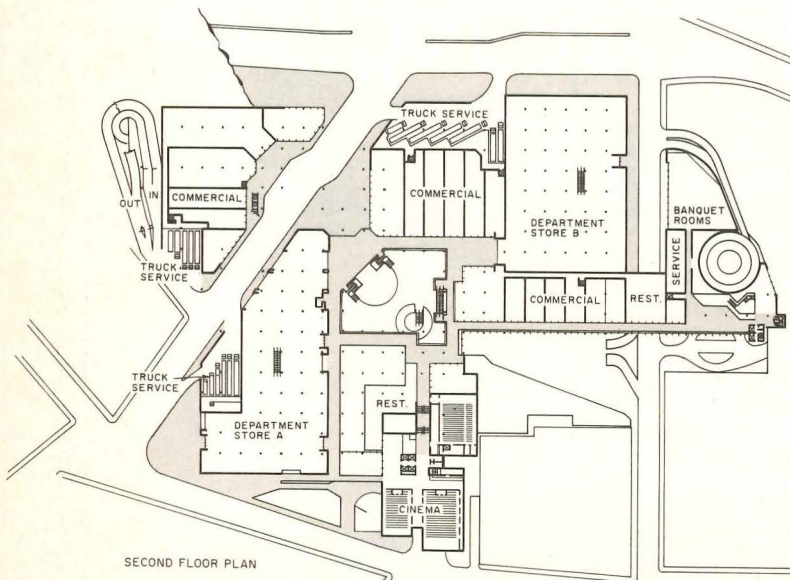 TRUCK SERVICE
COMMERCIAL
OUT
IN
COMMERCIAL
DEPARTMENT
STORE B
BANQUET
ROOMS
SERVICE
TRUCK
SERVICE
COMMERCIAL
REST.
TRUCK
SERVICE
REST.
DEPARTMENT
STORE A
CINEMA
SECOND FLOOR PLAN